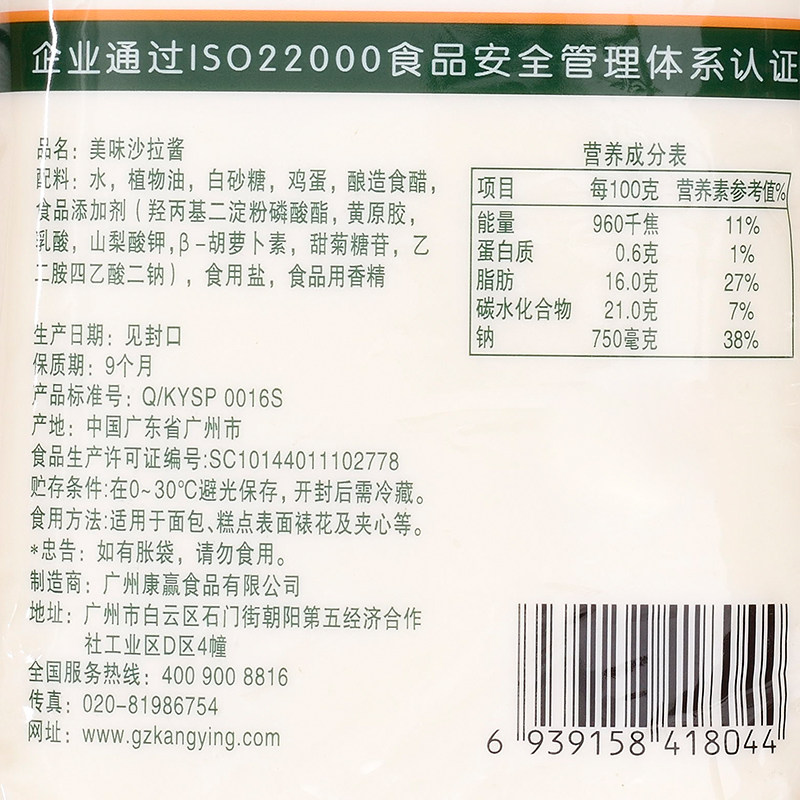 企业通过ISO22000食品安全管理体系认证
品名：美味沙拉酱
配料：水，植物油，白砂糖，鸡蛋，酿造食醋，
食品添加剂（羟丙基二淀粉磷酸酯，黄原胶，
乳酸，山梨酸钾，β-胡萝卜素，甜菊糖苷，乙
二胺四乙酸二钠），食用盐，食品用香精
生产日期：见封口
保质期：9个月
产品标准号：Q/KYSP 0016S
产地：中国广东省广州市
食品生产许可证编号:SC10144011102778
贮存条件:在0~30℃避光保存，开封后需冷藏。
食用方法:适用于面包、糕点表面裱花及夹心等。
*忠告：如有胀袋，请勿食用。
制造商：广州康赢食品有限公司
地址：广州市白云区石门街朝阳第五经济合作
社工业区D区4幢
全国服务热线：400 900 8816
传真：020-81986754
网址：www.gzkangying.com
营养成分表
项目 每100克 营养素参考值%
能量 960千焦 11%
蛋白质 0.6克 1%
脂肪 16.0克 27%
碳水化合物 21.0克 7%
钠 750毫克 38%
6 939158 418044